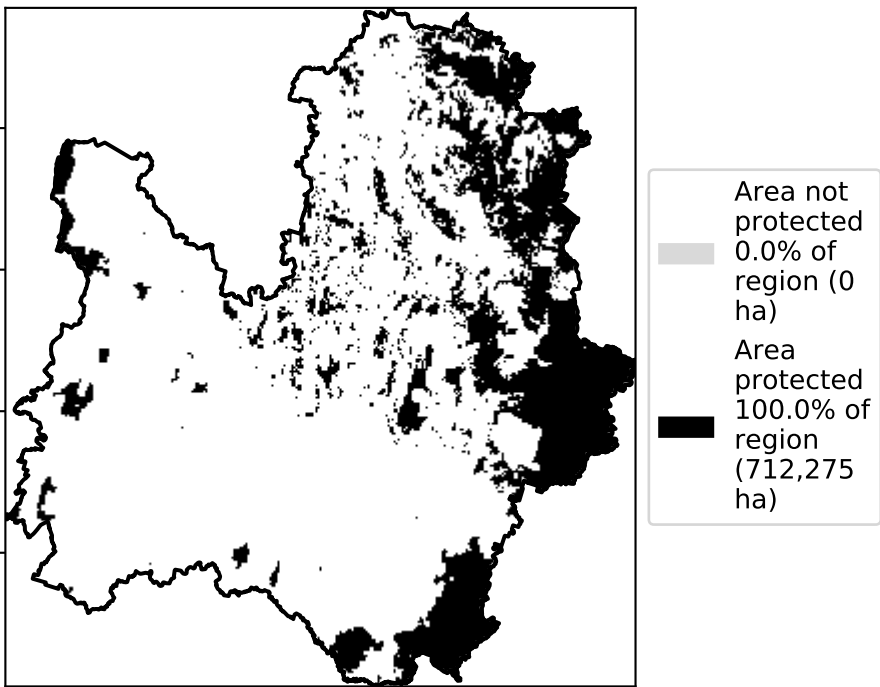 Area not
protected
0.0% of
region (0
ha)
Area
protected
100.0% of
region
(712,275
ha)